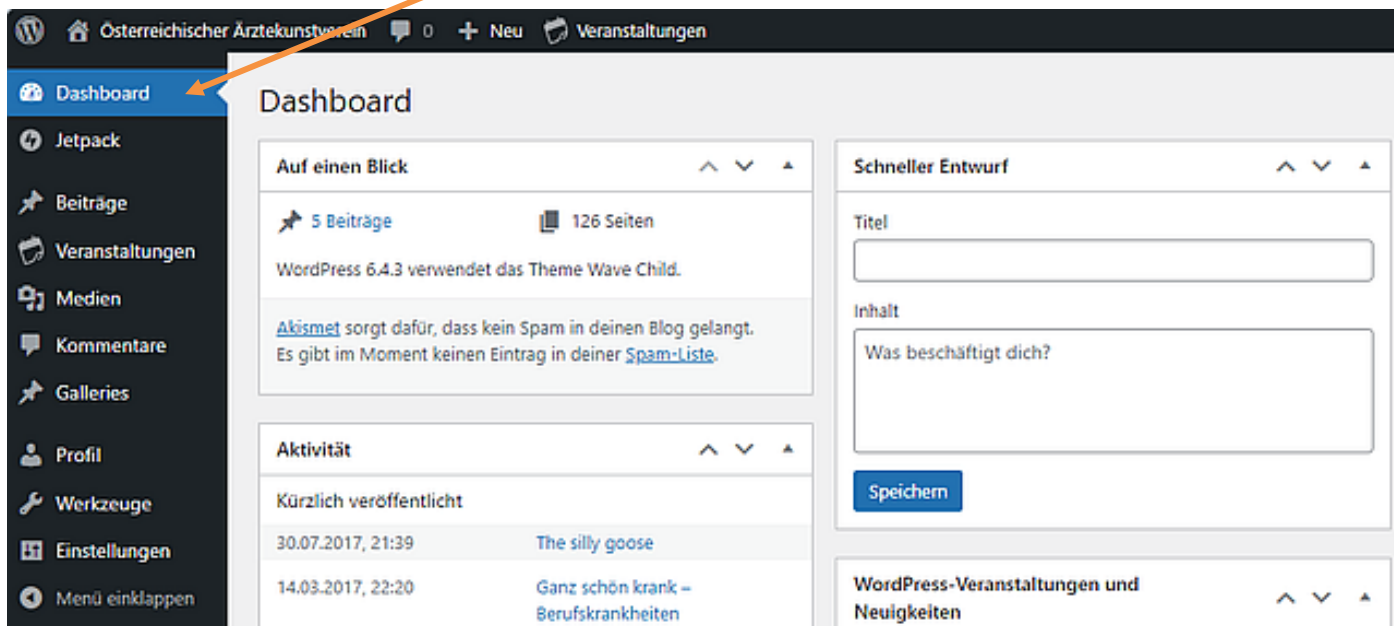 Österreichischer Ärztekunstverein 0 Neu Veranstaltungen
Dashboard
Jetpack
Beiträge
Veranstaltungen
Medien
Kommentare
Galleries
Profil
Werkzeuge
Einstellungen
Menü einklappen
Dashboard
Auf einen Blick
5 Beiträge 126 Seiten
WordPress 6.4.3 verwendet das Theme Wave Child.
Akismet sorgt dafür, dass kein Spam in deinen Blog gelangt.
Es gibt im Moment keinen Eintrag in deiner Spam-Liste.
Aktivität
Kürzlich veröffentlicht
30.07.2017, 21:39 The silly goose
14.03.2017, 22:20 Ganz schön krank –
Berufskrankheiten
Schneller Entwurf
Titel
Inhalt
Was beschäftigt dich?
Speichern
WordPress-Veranstaltungen und
Neuigkeiten